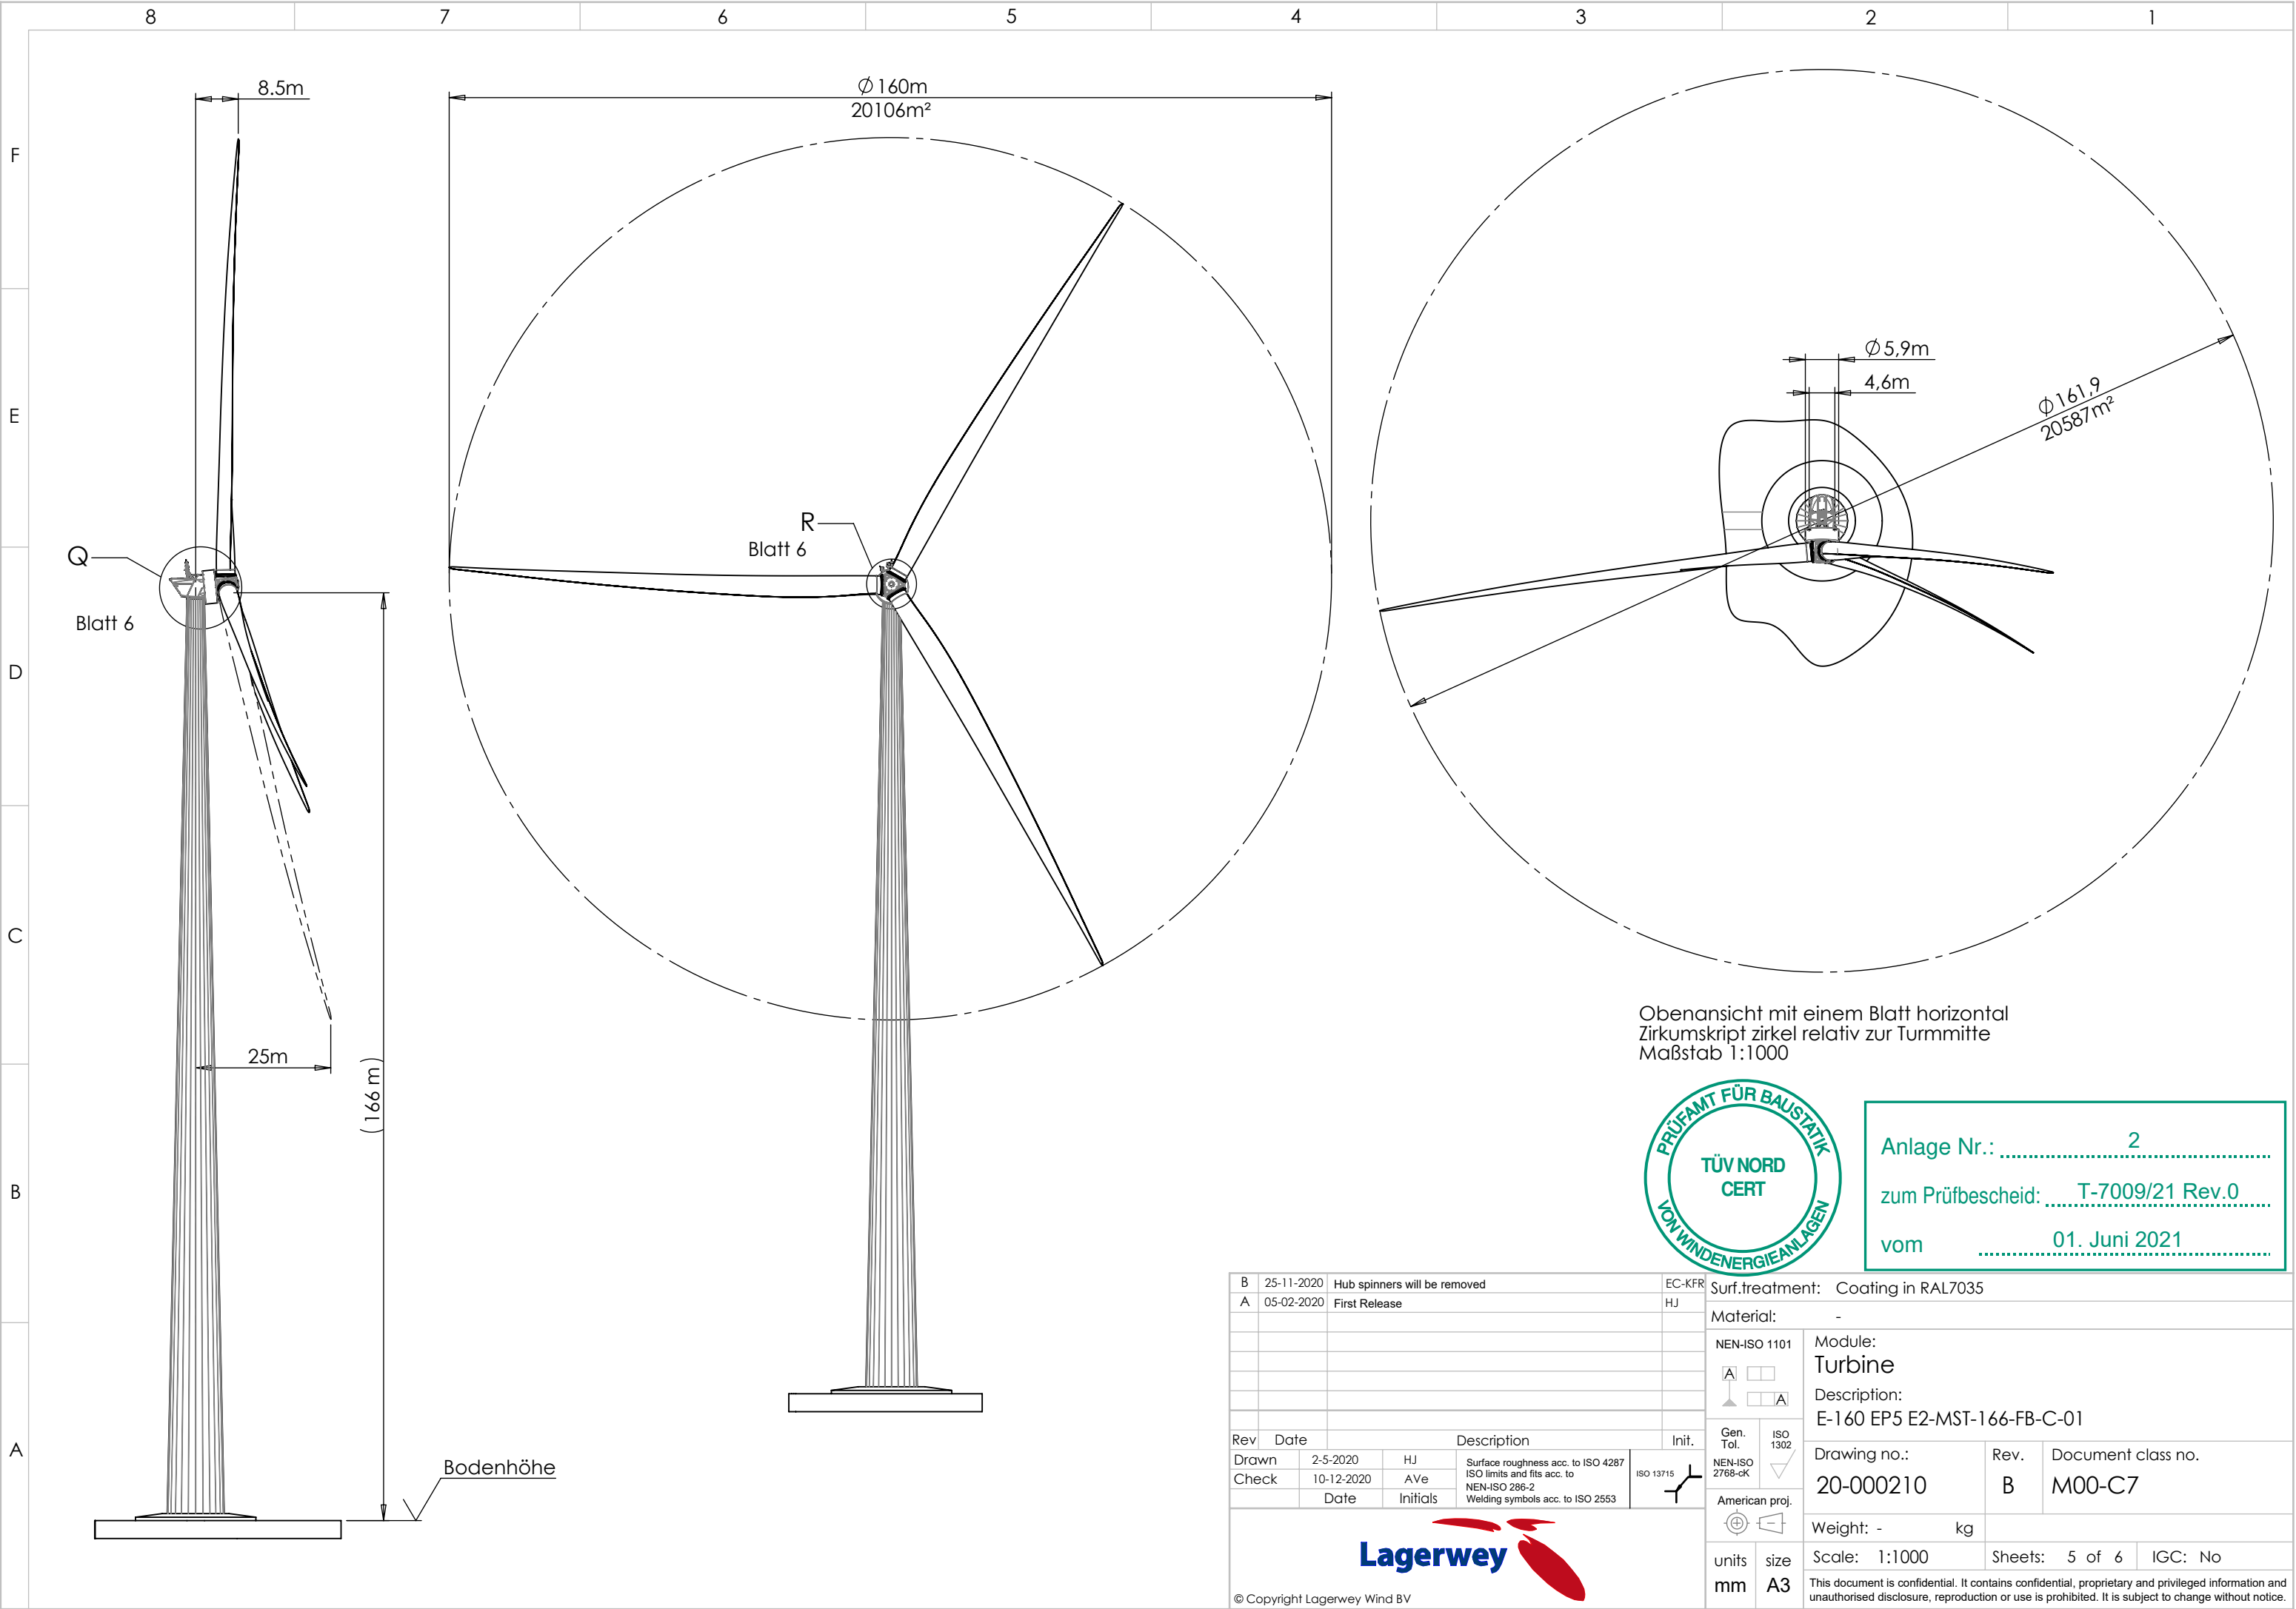 8 7 6 5 4 3 2 1
F
E
D
C
B
A
8.5m
Q
Blatt 6
25m
(166 m)
Bodenhöhe
Ø160m
20106m²
R
Blatt 6
Ø5,9m
4,6m
Ø161,9
20587m²
Obenansicht mit einem Blatt horizontal
Zirkumskript zirkel relativ zur Turmmitte
Maßstab 1:1000
PRÜFAMT FÜR BAUSTATIK
TÜV NORD
CERT
VON WINDENERGIEANLAGEN
Anlage Nr.: 2
zum Prüfbescheid: T-7009/21 Rev.0
vom 01. Juni 2021
B 25-11-2020 Hub spinners will be removed EC-KFR
A 05-02-2020 First Release HJ
Rev Date Description Init.
Drawn 2-5-2020 HJ
Check 10-12-2020 AVe
Date Initials
Surface roughness acc. to ISO 4287
ISO limits and fits acc. to
NEN-ISO 286-2
Welding symbols acc. to ISO 2553
ISO 13715
Lagerwey
© Copyright Lagerwey Wind BV
Surf.treatment: Coating in RAL7035
Material: -
NEN-ISO 1101
A
A
Gen.
Tol.
NEN-ISO
2768-cK
ISO
1302
American proj.
units size
mm A3
Module:
Turbine
Description:
E-160 EP5 E2-MST-166-FB-C-01
Drawing no.: Rev. Document class no.
20-000210 B M00-C7
Weight: - kg
Scale: 1:1000 Sheets: 5 of 6 IGC: No
This document is confidential. It contains confidential, proprietary and privileged information and
unauthorised disclosure, reproduction or use is prohibited. It is subject to change without notice.